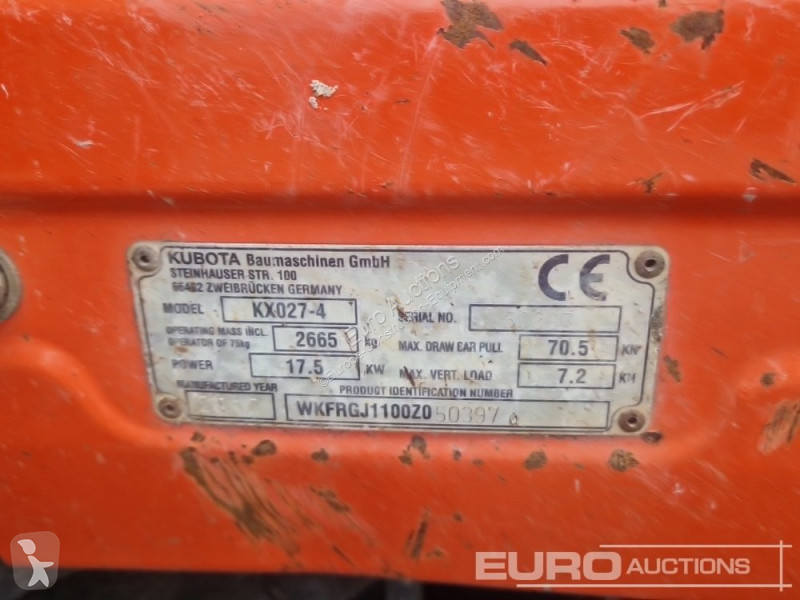 KUBOTA Baumaschinen GmbH
STEINHAUSER STR. 100
66482 ZWEIBRÜCKEN GERMANY
CE
MODEL KX027-4 SERIAL NO.
OPERATING MASS INCL. OPERATOR OF 75kg 2665 KG MAX. DRAW BAR PULL 70.5 KN
POWER 17.5 KW MAX. VERT. LOAD 7.2 KN
MANUFACTURED YEAR PRODUCT IDENTIFICATION NUMBER
WKFRGJ1100Z050397
Euro Auctions
EURO AUCTIONS